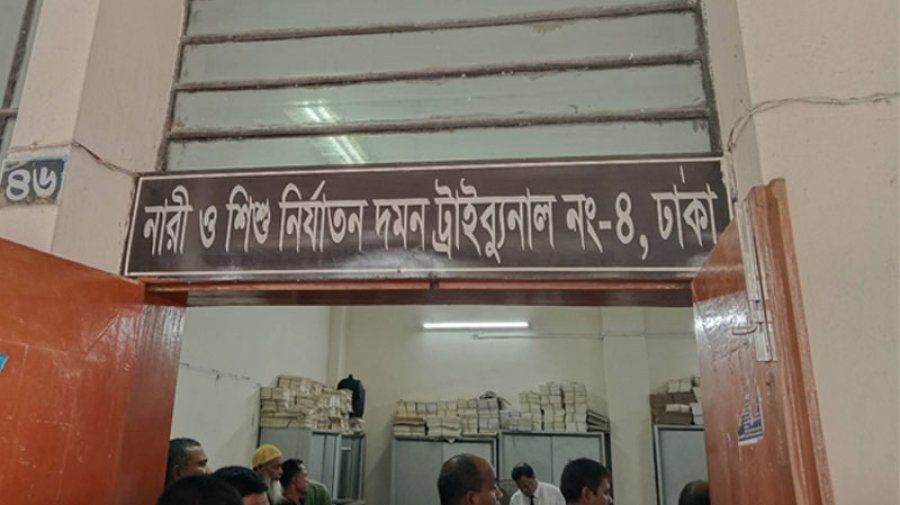 ৪৬
নারী ও শিশু নির্যাতন দমন ট্রাইব্যুনাল নং-৪, ঢাকা